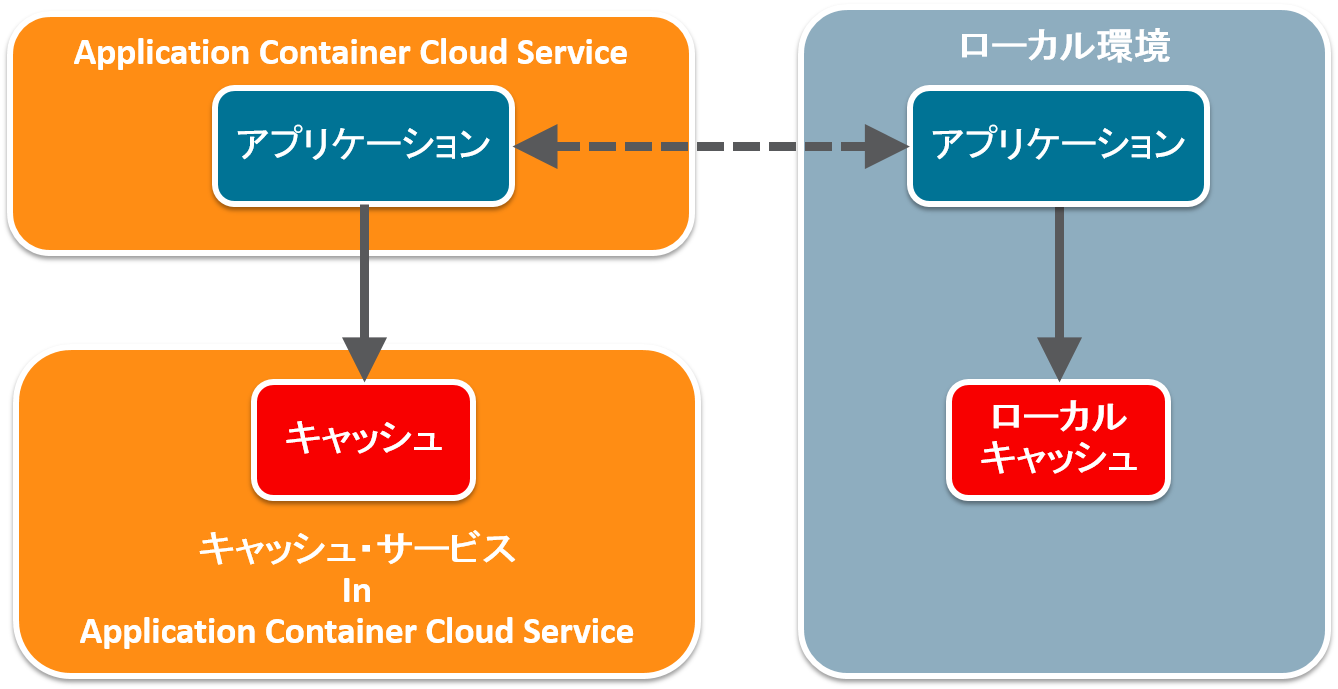 Application Container Cloud Service
アプリケーション
キャッシュ
キャッシュ・サービス
In
Application Container Cloud Service
ローカル環境
アプリケーション
ローカル
キャッシュ